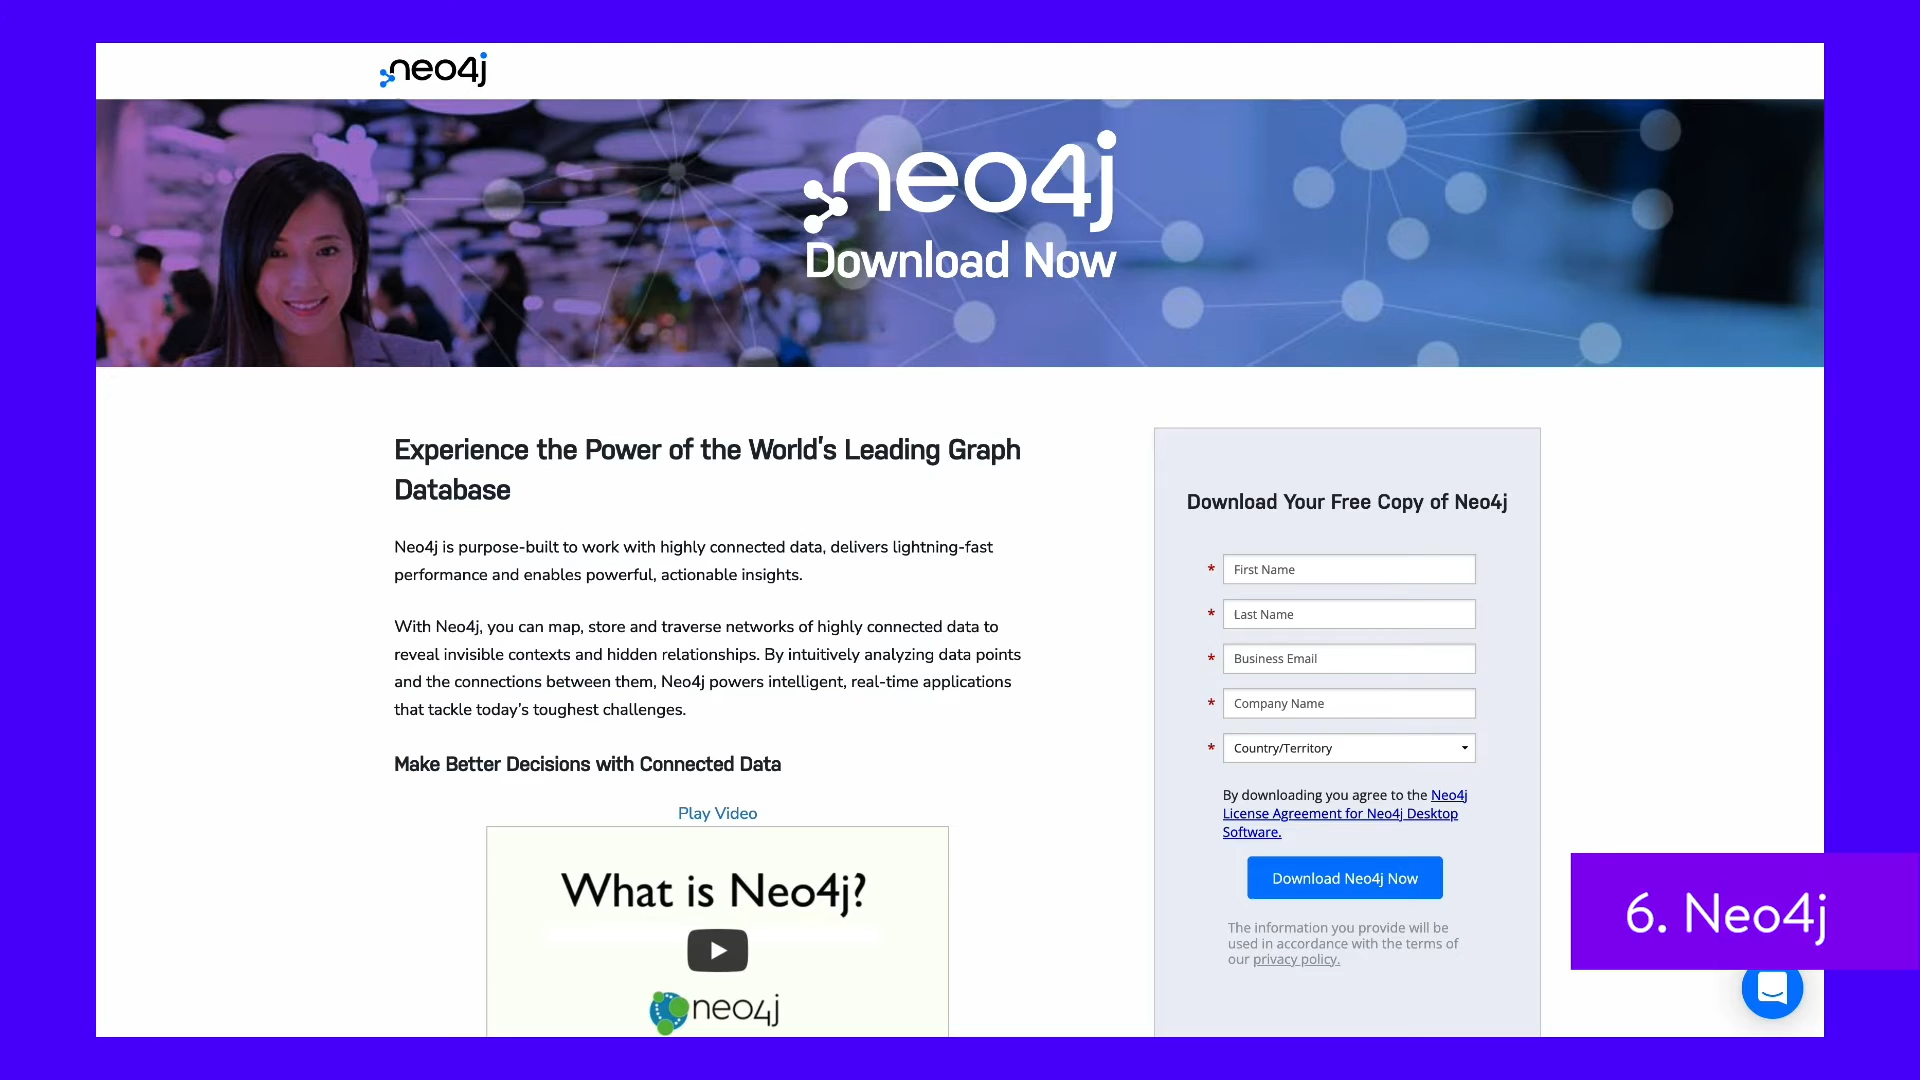 neo4j
neo4j
Download Now
Experience the Power of the World's Leading Graph
Database
Neo4j is purpose-built to work with highly connected data, delivers lightning-fast
performance and enables powerful, actionable insights.
With Neo4j, you can map, store and traverse networks of highly connected data to
reveal invisible contexts and hidden relationships. By intuitively analyzing data points
and the connections between them, Neo4j powers intelligent, real-time applications
that tackle today’s toughest challenges.
Make Better Decisions with Connected Data
Play Video
What is Neo4j?
neo4j
Download Your Free Copy of Neo4j
* First Name
* Last Name
* Business Email
* Company Name
* Country/Territory
By downloading you agree to the Neo4j
License Agreement for Neo4j Desktop
Software.
Download Neo4j Now
The information you provide will be
used in accordance with the terms of
our privacy policy.
6. Neo4j